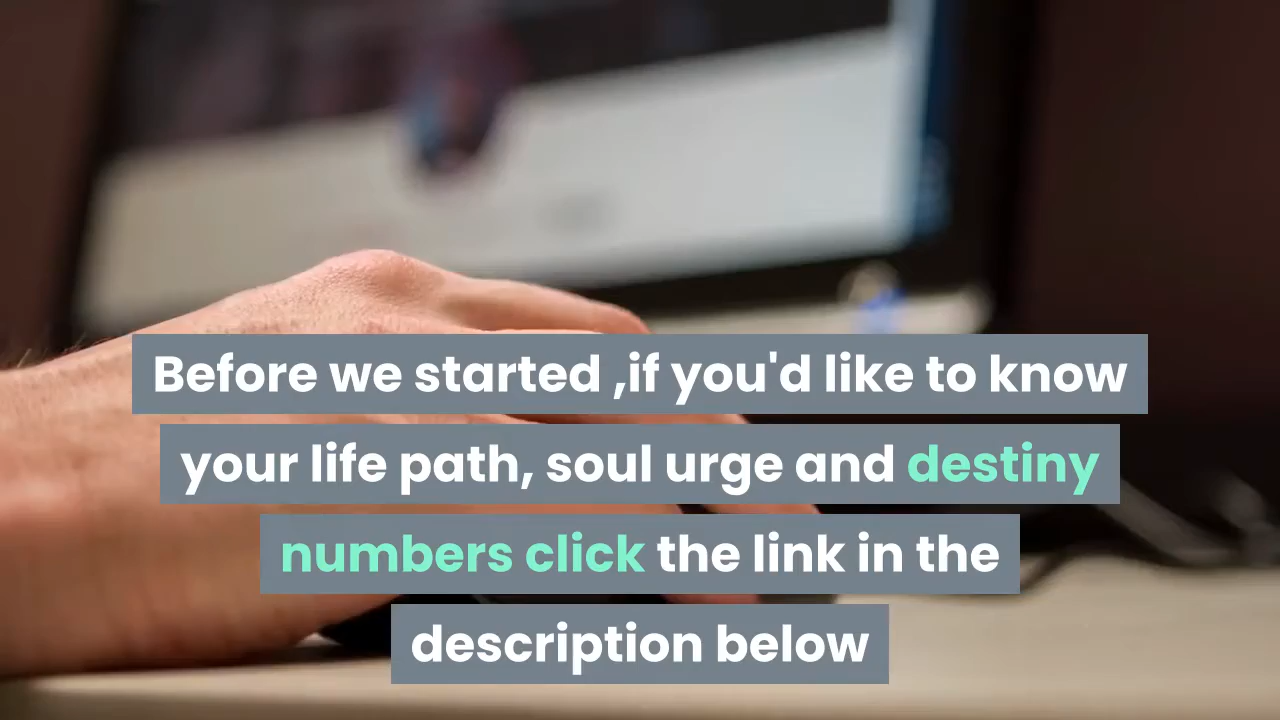 Before we started ,if you'd like to know
your life path, soul urge and destiny
numbers click the link in the
description below